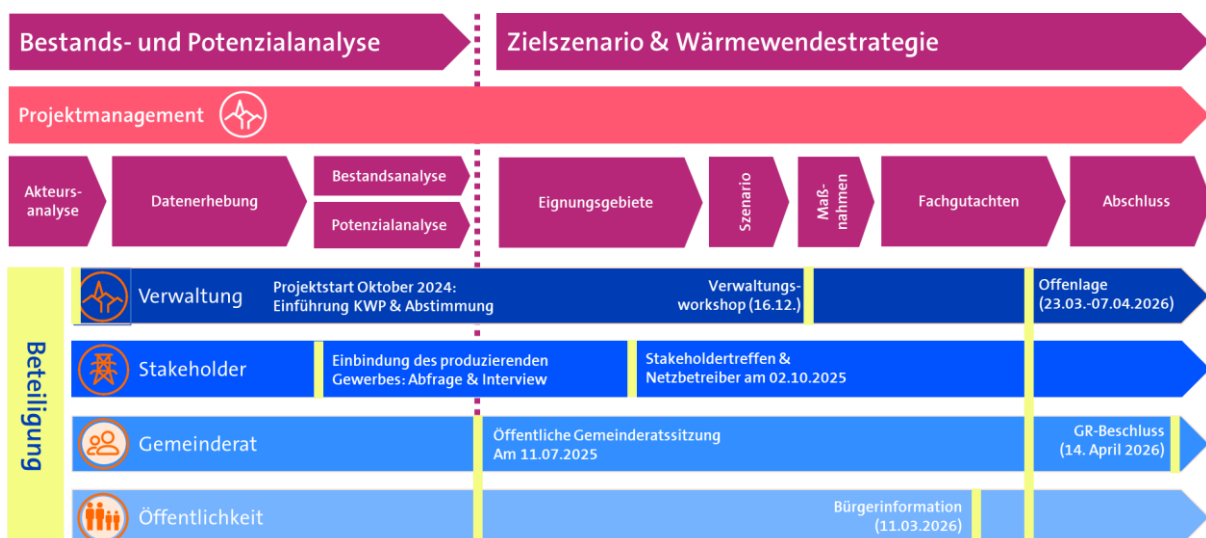 Bestands- und Potenzialanalyse
Zielszenario & Wärmewendestrategie
Projektmanagement
Akteurs-
analyse
Datenerhebung
Bestandsanalyse
Potenzialanalyse
Eignungsgebiete
Szenario
Maß-
nahmen
Fachgutachten
Abschluss
Beteiligung
Verwaltung
Projektstart Oktober 2024:
Einführung KWP & Abstimmung
Verwaltungs-
workshop (16.12.)
Offenlage
(23.03.-07.04.2026)
Stakeholder
Einbindung des produzierenden
Gewerbes: Abfrage & Interview
Stakeholdertreffen &
Netzbetreiber am 02.10.2025
Gemeinderat
Öffentliche Gemeinderatssitzung
Am 11.07.2025
GR-Beschluss
(14. April 2026)
Öffentlichkeit
Bürgerinformation
(11.03.2026)